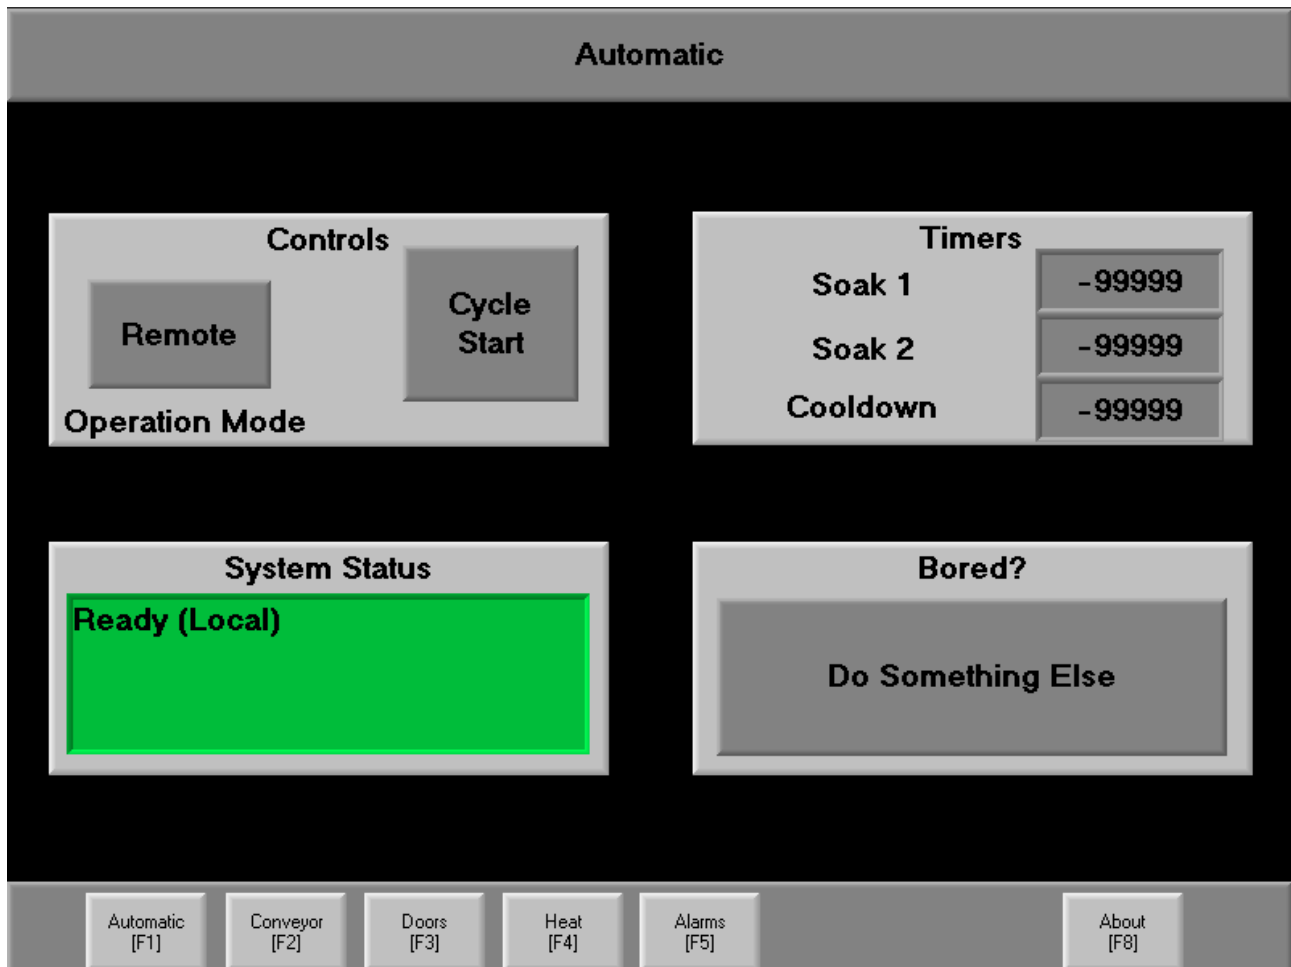 Automatic
Controls
Remote
Cycle
Start
Operation Mode
Timers
Soak 1
-99999
Soak 2
-99999
Cooldown
-99999
System Status
Ready (Local)
Bored?
Do Something Else
Automatic
[F1]
Conveyor
[F2]
Doors
[F3]
Heat
[F4]
Alarms
[F5]
About
[F8]